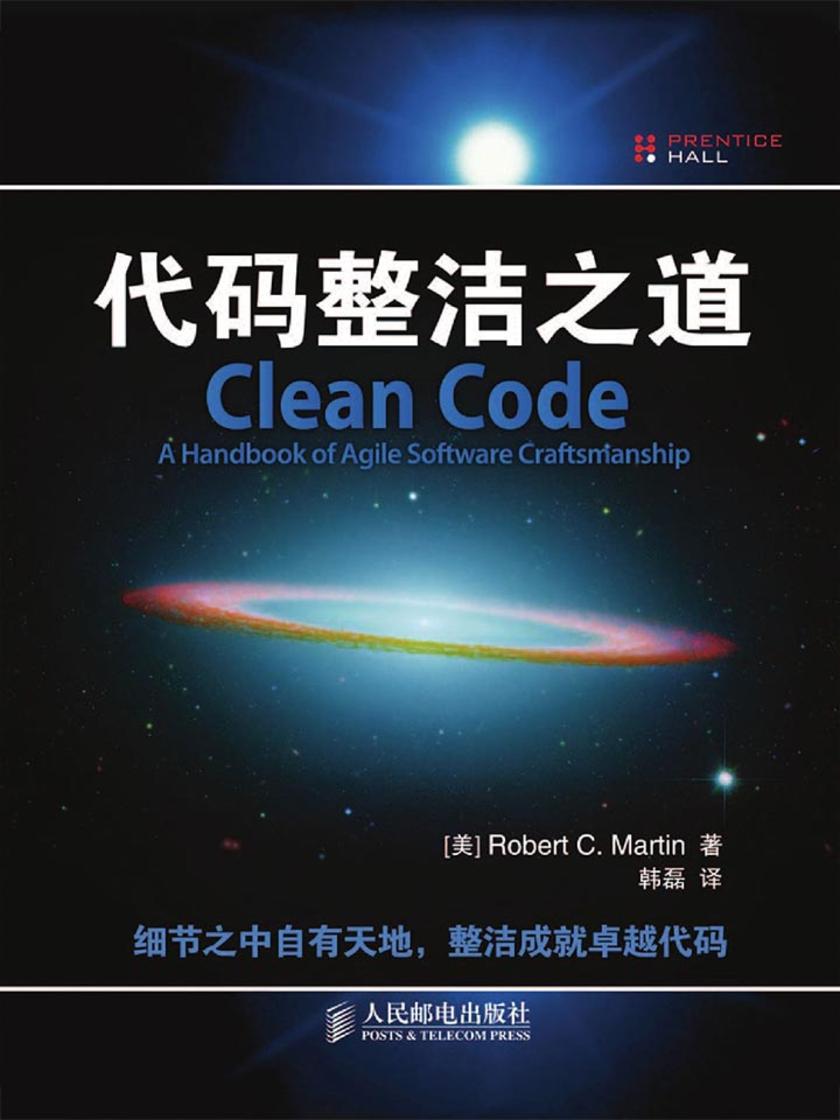 PRENTICE
HALL
代码整洁之道
Clean Code
A Handbook of Agile Software Craftsmanship
[美] Robert C. Martin 著
韩磊 译
细节之中自有天地，整洁成就卓越代码
人民邮电出版社
POSTS & TELECOM PRESS